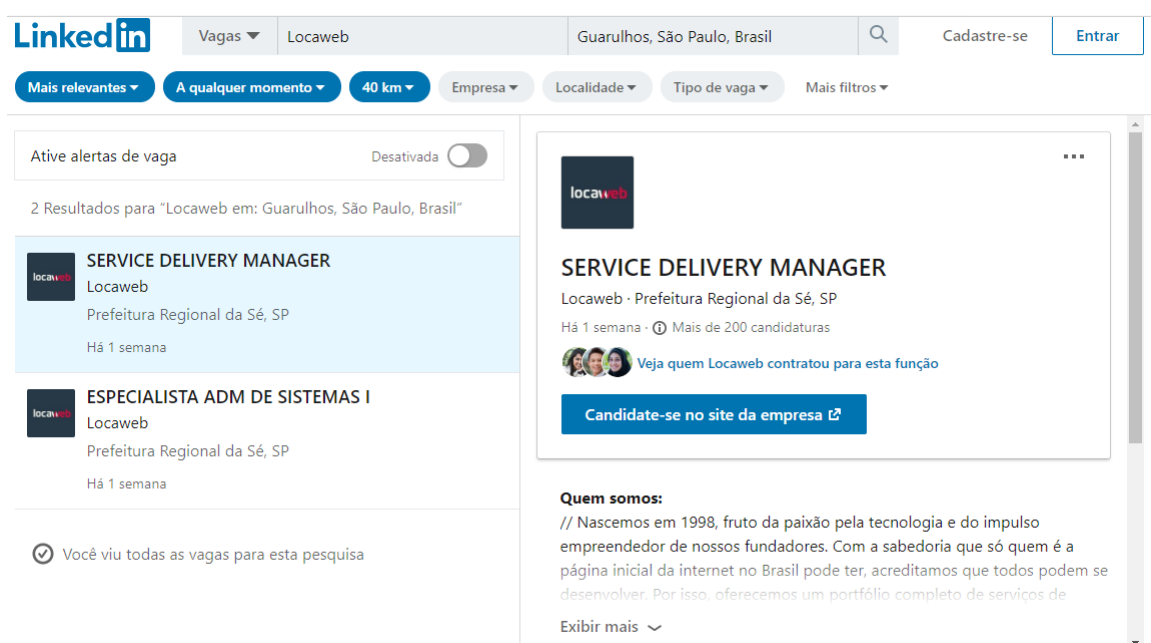 Linked in
Vagas
Locaweb
Guarulhos, São Paulo, Brasil
Cadastre-se
Entrar
Mais relevantes
A qualquer momento
40 km
Empresa
Localidade
Tipo de vaga
Mais filtros
Ative alertas de vaga
Desativada
2 Resultados para “Locaweb em: Guarulhos, São Paulo, Brasil”
locaweb
SERVICE DELIVERY MANAGER
Locaweb
Prefeitura Regional da Sé, SP
Há 1 semana
locaweb
ESPECIALISTA ADM DE SISTEMAS I
Locaweb
Prefeitura Regional da Sé, SP
Há 1 semana
Você viu todas as vagas para esta pesquisa
locaweb
SERVICE DELIVERY MANAGER
Locaweb · Prefeitura Regional da Sé, SP
Há 1 semana · Mais de 200 candidaturas
Veja quem Locaweb contratou para esta função
Candidate-se no site da empresa
Quem somos:
// Nascemos em 1998, fruto da paixão pela tecnologia e do impulso
empreendedor de nossos fundadores. Com a sabedoria que só quem é a
página inicial da internet no Brasil pode ter, acreditamos que todos podem se
desenvolver. Por isso, oferecemos um portfólio completo de serviços de
Exibir mais